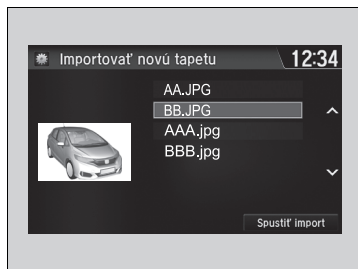 Importovať novú tapetu
12:34
AA.JPG
BB.JPG
AAA.jpg
BBB.jpg
Spustiť import